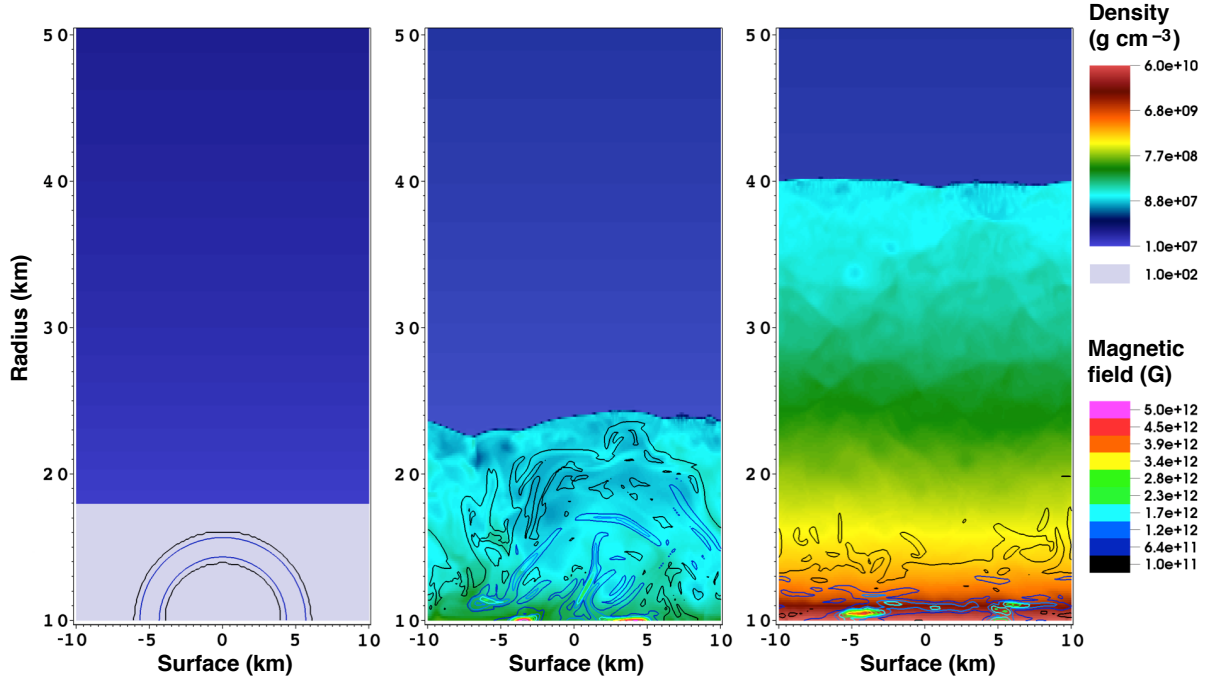 Density
(g cm⁻³)
6.0e+10
6.8e+09
7.7e+08
8.8e+07
1.0e+07
1.0e+02
Magnetic
field (G)
5.0e+12
4.5e+12
3.9e+12
3.4e+12
2.8e+12
2.3e+12
1.7e+12
1.2e+12
6.4e+11
1.0e+11
Radius (km)
50
40
30
20
10
-10 -5 0 5 10
Surface (km)
50
40
30
20
10
-10 -5 0 5 10
Surface (km)
50
40
30
20
10
-10 -5 0 5 10
Surface (km)